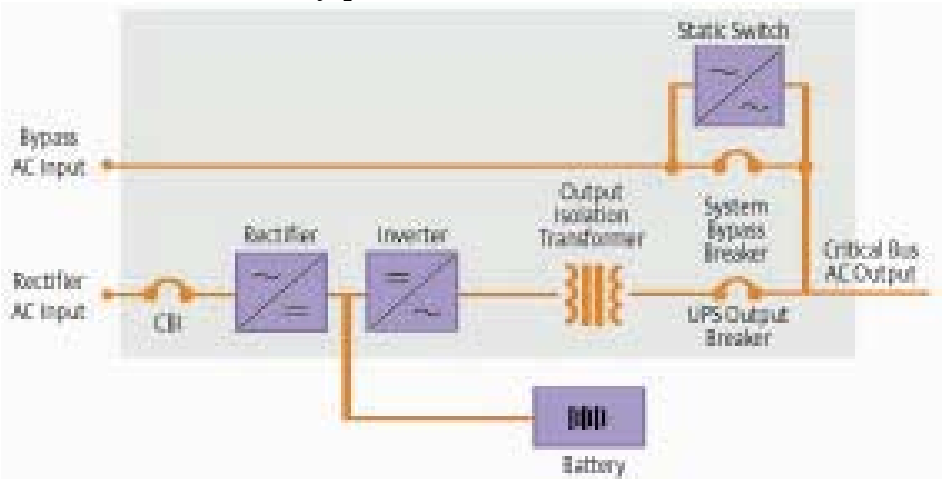 Static Switch
Bypass
AC Input
Output
Isolation
Transformer
System
Bypass
Breaker
Rectifier
Inverter
Critical Bus
AC Output
Rectifier
AC Input
CB1
UPS Output
Breaker
Battery